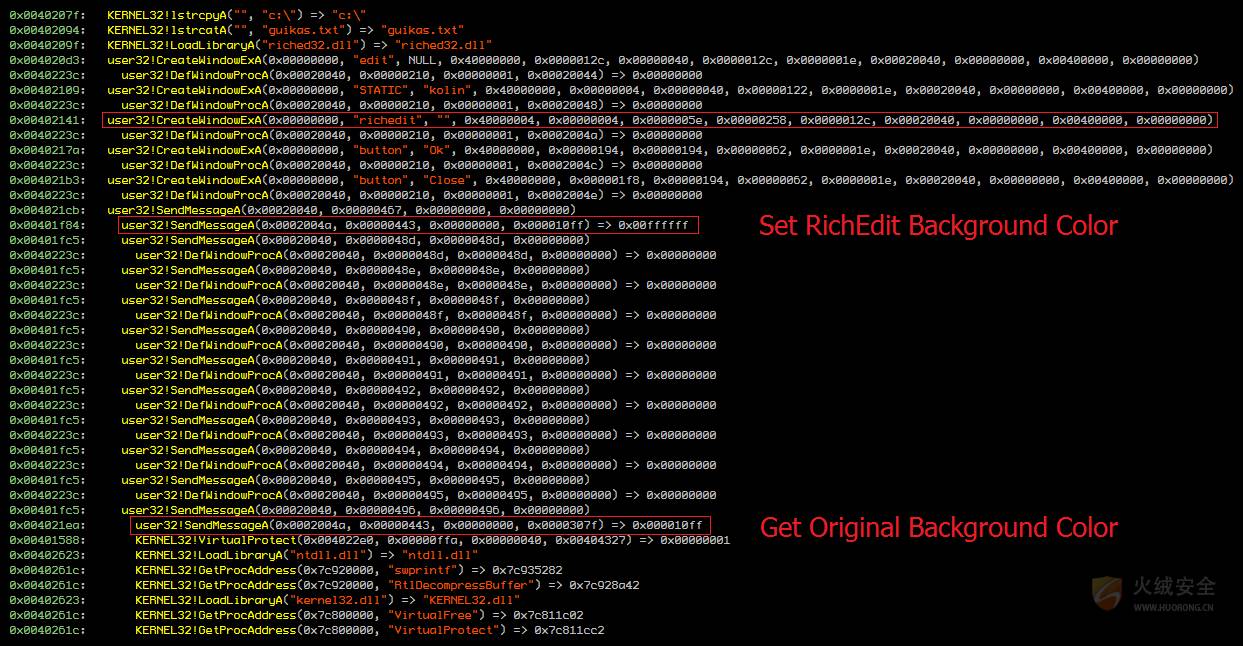 0x0040207f: KERNEL32!lstrcpyA("", "c:\") => "c:\"
0x00402094: KERNEL32!lstrcatA("", "guikas.txt") => "guikas.txt"
0x0040209f: KERNEL32!LoadLibraryA("riched32.dll") => "riched32.dll"
0x004020d3: user32!CreateWindowExA(0x00000000, "edit", NULL, 0x40000000, 0x0000012c, 0x00000040, 0x0000012c, 0x0000001e, 0x00020040, 0x00000000, 0x00400000, 0x00000000)
0x0040223c: user32!DefWindowProcA(0x00020040, 0x00000210, 0x00000001, 0x00020044) => 0x00000000
0x00402109: user32!CreateWindowExA(0x00000000, "STATIC", "kolin", 0x40000000, 0x00000004, 0x00000040, 0x00000122, 0x0000001e, 0x00020040, 0x00000000, 0x00400000, 0x00000000)
0x0040223c: user32!DefWindowProcA(0x00020040, 0x00000210, 0x00000001, 0x00020048) => 0x00000000
0x00402141: user32!CreateWindowExA(0x00000000, "richedit", "", 0x40000004, 0x00000004, 0x0000005e, 0x00000258, 0x0000012c, 0x00020040, 0x00000000, 0x00400000, 0x00000000)
0x0040223c: user32!DefWindowProcA(0x00020040, 0x00000210, 0x00000001, 0x0002004a) => 0x00000000
0x0040217a: user32!CreateWindowExA(0x00000000, "button", "Ok", 0x40000000, 0x00000194, 0x00000194, 0x00000062, 0x0000001e, 0x00020040, 0x00000000, 0x00400000, 0x00000000)
0x0040223c: user32!DefWindowProcA(0x00020040, 0x00000210, 0x00000001, 0x0002004c) => 0x00000000
0x004021b3: user32!CreateWindowExA(0x00000000, "button", "Close", 0x40000000, 0x000001f8, 0x00000194, 0x00000062, 0x0000001e, 0x00020040, 0x00000000, 0x00400000, 0x00000000)
0x0040223c: user32!DefWindowProcA(0x00020040, 0x00000210, 0x00000001, 0x0002004e) => 0x00000000
0x004021cb: user32!SendMessageA(0x00020040, 0x00000467, 0x00000000, 0x00000000)
0x00401f84: user32!SendMessageA(0x0002004a, 0x00000443, 0x00000000, 0x000010ff) => 0x00ffffff
Set RichEdit Background Color
0x00401fc5: user32!SendMessageA(0x00020040, 0x0000048d, 0x0000048d, 0x00000000)
0x0040223c: user32!DefWindowProcA(0x00020040, 0x0000048d, 0x0000048d, 0x00000000) => 0x00000000
0x00401fc5: user32!SendMessageA(0x00020040, 0x0000048e, 0x0000048e, 0x00000000)
0x0040223c: user32!DefWindowProcA(0x00020040, 0x0000048e, 0x0000048e, 0x00000000) => 0x00000000
0x00401fc5: user32!SendMessageA(0x00020040, 0x0000048f, 0x0000048f, 0x00000000)
0x0040223c: user32!DefWindowProcA(0x00020040, 0x0000048f, 0x0000048f, 0x00000000) => 0x00000000
0x00401fc5: user32!SendMessageA(0x00020040, 0x00000490, 0x00000490, 0x00000000)
0x0040223c: user32!DefWindowProcA(0x00020040, 0x00000490, 0x00000490, 0x00000000) => 0x00000000
0x00401fc5: user32!SendMessageA(0x00020040, 0x00000491, 0x00000491, 0x00000000)
0x0040223c: user32!DefWindowProcA(0x00020040, 0x00000491, 0x00000491, 0x00000000) => 0x00000000
0x00401fc5: user32!SendMessageA(0x00020040, 0x00000492, 0x00000492, 0x00000000)
0x0040223c: user32!DefWindowProcA(0x00020040, 0x00000492, 0x00000492, 0x00000000) => 0x00000000
0x00401fc5: user32!SendMessageA(0x00020040, 0x00000493, 0x00000493, 0x00000000)
0x0040223c: user32!DefWindowProcA(0x00020040, 0x00000493, 0x00000493, 0x00000000) => 0x00000000
0x00401fc5: user32!SendMessageA(0x00020040, 0x00000494, 0x00000494, 0x00000000)
0x0040223c: user32!DefWindowProcA(0x00020040, 0x00000494, 0x00000494, 0x00000000) => 0x00000000
0x00401fc5: user32!SendMessageA(0x00020040, 0x00000495, 0x00000495, 0x00000000)
0x0040223c: user32!DefWindowProcA(0x00020040, 0x00000495, 0x00000495, 0x00000000) => 0x00000000
0x00401fc5: user32!SendMessageA(0x00020040, 0x00000496, 0x00000496, 0x00000000)
0x004021ea: user32!SendMessageA(0x0002004a, 0x00000443, 0x00000000, 0x0000307f) => 0x000010ff
Get Original Background Color
0x00401588: KERNEL32!VirtualProtect(0x004022e0, 0x00000ffa, 0x00000040, 0x00404327) => 0x00000001
0x00402623: KERNEL32!LoadLibraryA("ntdll.dll") => "ntdll.dll"
0x0040261c: KERNEL32!GetProcAddress(0x7c920000, "swprintf") => 0x7c935282
0x0040261c: KERNEL32!GetProcAddress(0x7c920000, "RtlDecompressBuffer") => 0x7c928a42
0x00402623: KERNEL32!LoadLibraryA("kernel32.dll") => "KERNEL32.dll"
0x0040261c: KERNEL32!GetProcAddress(0x7c800000, "VirtualFree") => 0x7c811c02
0x0040261c: KERNEL32!GetProcAddress(0x7c800000, "VirtualProtect") => 0x7c811cc2
火绒安全
WWW.HUORONG.CN